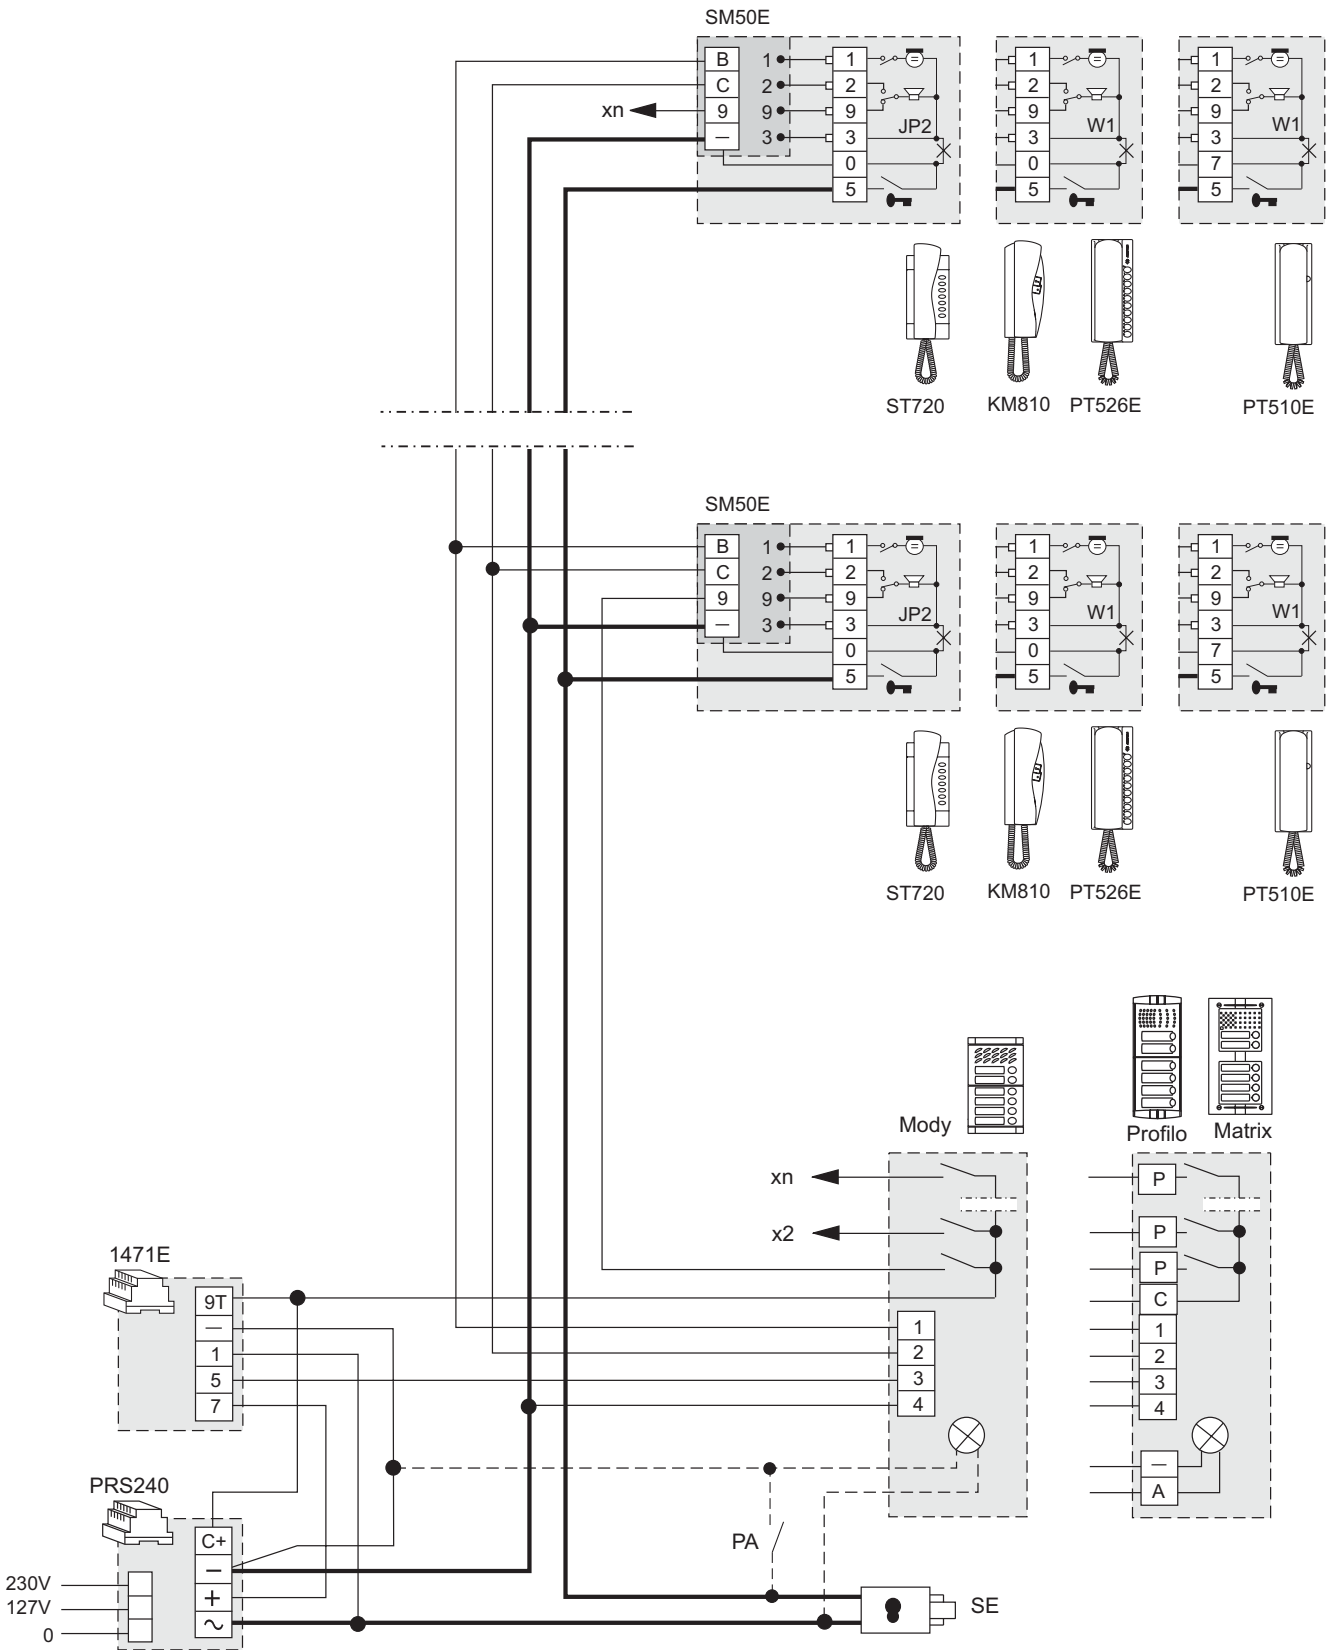 SM50E
B 1 1 1 1
C 2 2 2 2
xn 9 9 9 9 9
— 3 3 JP2 3 W1 3 W1
0 0 7
5 5 5
ST720 KM810 PT526E PT510E
SM50E
B 1 1 1 1
C 2 2 2 2
9 9 9 9 9
— 3 3 JP2 3 W1 3 W1
0 0 7
5 5 5
ST720 KM810 PT526E PT510E
Mody Profilo Matrix
xn P
x2 P
P
1471E
9T C
— 1 1
1 2 2
5 3 3
7 4 4
—
A
PRS240
C+
—
+
~
PA
230V
127V
0
SE